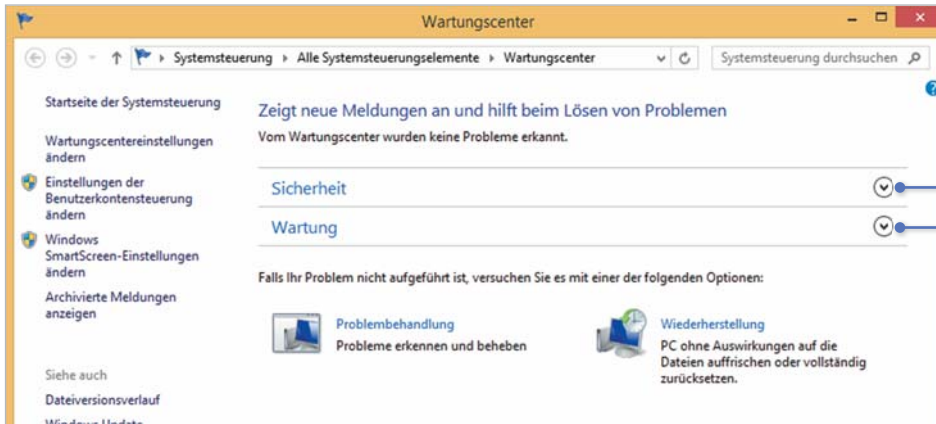 Wartungscenter
Systemsteuerung ▸ Alle Systemsteuerungselemente ▸ Wartungscenter
Systemsteuerung durchsuchen
Startseite der Systemsteuerung
Wartungscentereinstellungen
ändern
Einstellungen der
Benutzerkontensteuerung
ändern
Windows
SmartScreen-Einstellungen
ändern
Archivierte Meldungen
anzeigen
Siehe auch
Dateiversionsverlauf
Windows Update
Zeigt neue Meldungen an und hilft beim Lösen von Problemen
Vom Wartungscenter wurden keine Probleme erkannt.
Sicherheit
Wartung
Falls Ihr Problem nicht aufgeführt ist, versuchen Sie es mit einer der folgenden Optionen:
Problembehandlung
Probleme erkennen und beheben
Wiederherstellung
PC ohne Auswirkungen auf die
Dateien auffrischen oder vollständig
zurücksetzen.